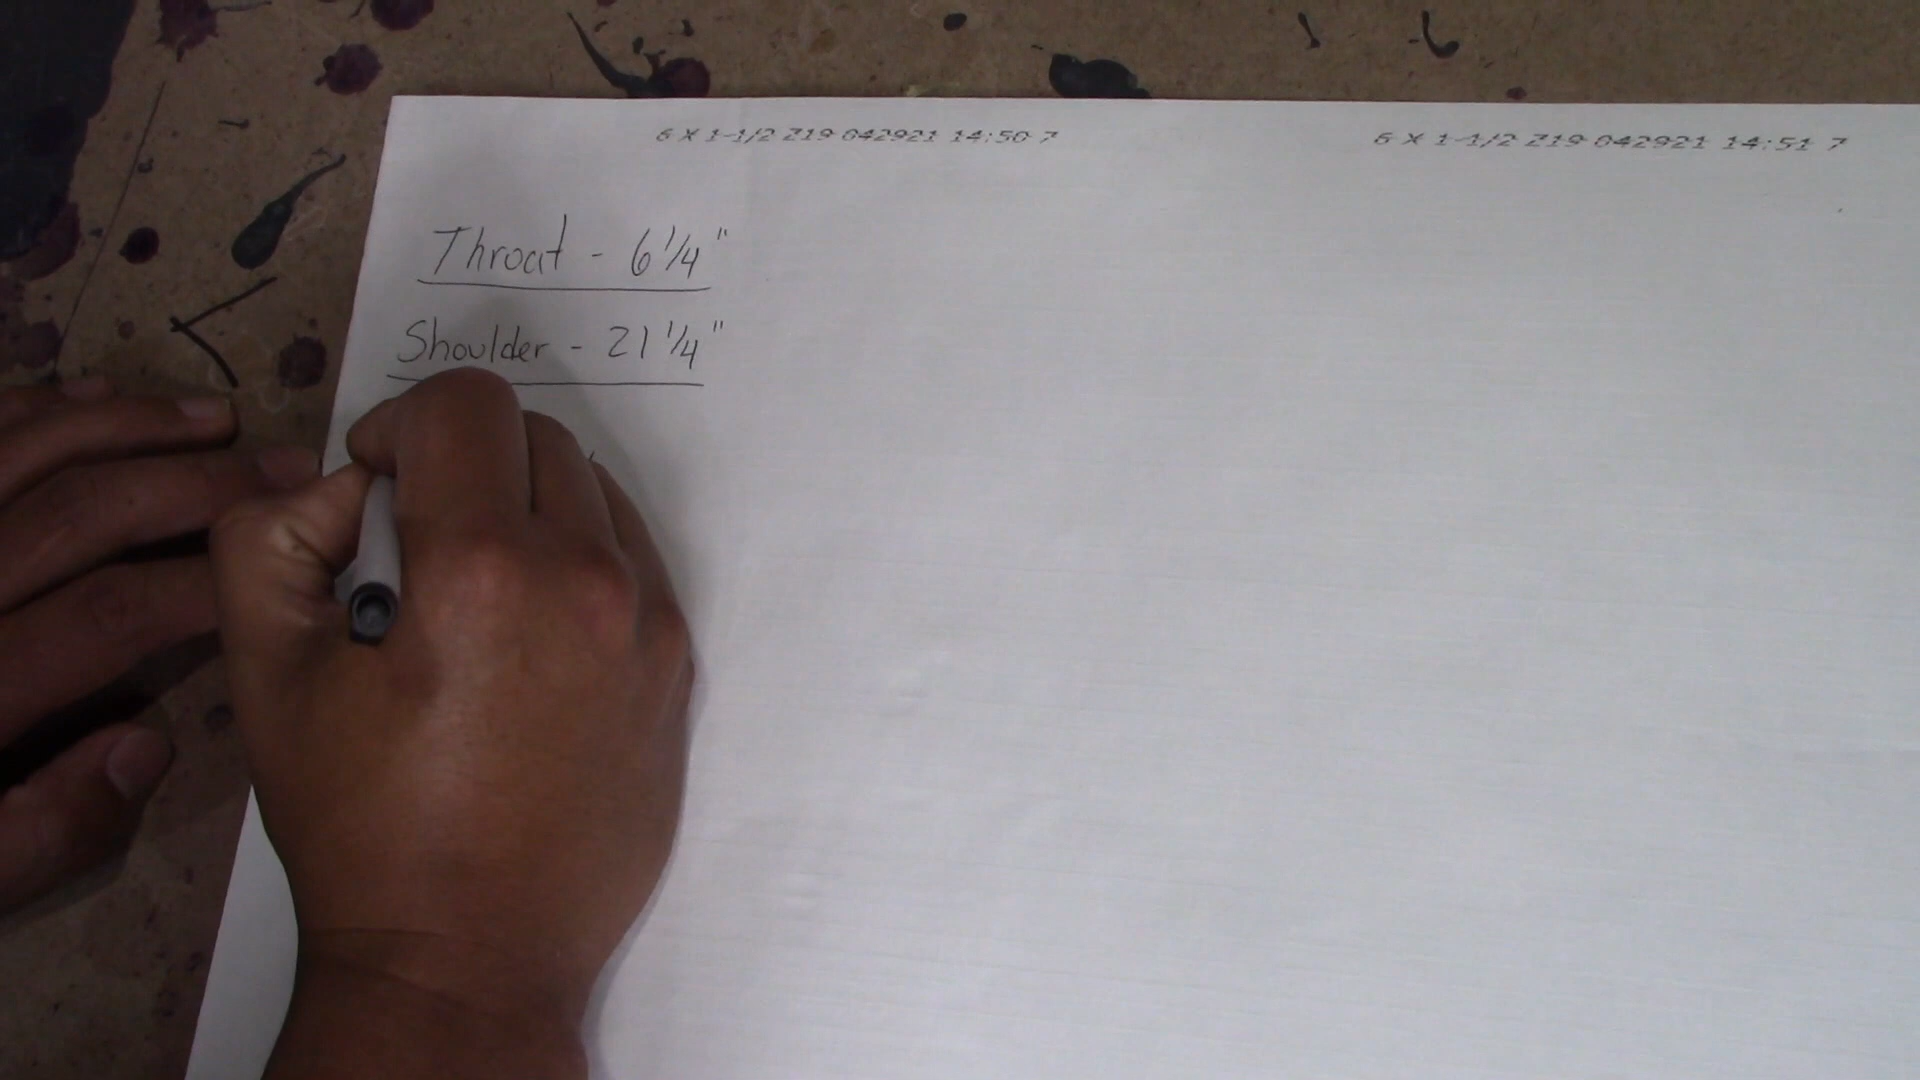 6 X 1-1/2 Z19 042921 14:50 7
6 X 1-1/2 Z19 042921 14:51 7
Throat - 6 1/4"
Shoulder - 21 1/4"